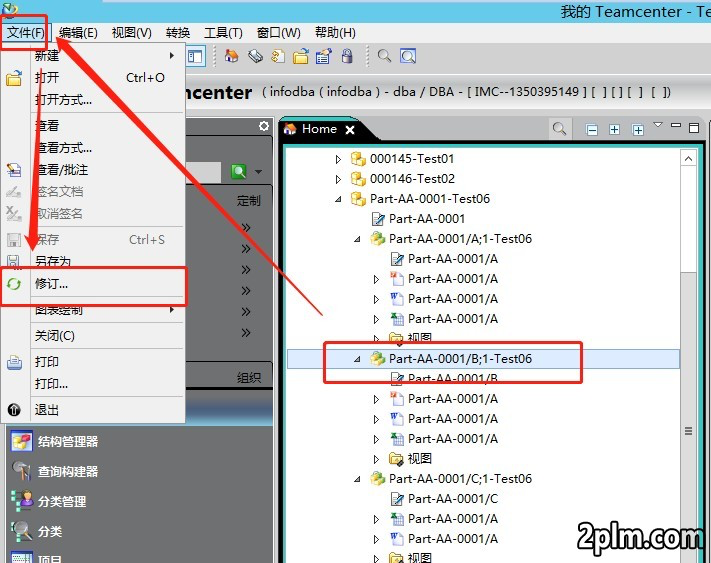 我的 Teamcenter - Te
文件(F) 编辑(E) 视图(V) 转换 工具(T) 窗口(W) 帮助(H)
新建
打开 Ctrl+O
打开方式...
查看
查看方式...
查看/批注
签名文档
取消签名
保存 Ctrl+S
另存为
修订...
图表绘制
关闭(C)
打印
打印...
退出
amcenter ( infodba ( infodba ) - dba / DBA - [ IMC--1350395149 ] [ ] [ ] [ ] [ ])
定制
组织
结构管理器
查询构建器
分类管理
分类
项目
Home
000145-Test01
000146-Test02
Part-AA-0001-Test06
Part-AA-0001
Part-AA-0001/A;1-Test06
Part-AA-0001/A
Part-AA-0001/A
Part-AA-0001/A
Part-AA-0001/A
视图
Part-AA-0001/B;1-Test06
Part-AA-0001/B
Part-AA-0001/A
Part-AA-0001/A
Part-AA-0001/A
视图
Part-AA-0001/C;1-Test06
Part-AA-0001/C
Part-AA-0001/A
Part-AA-0001/A
Part-AA-0001/A
视图
2plm.com